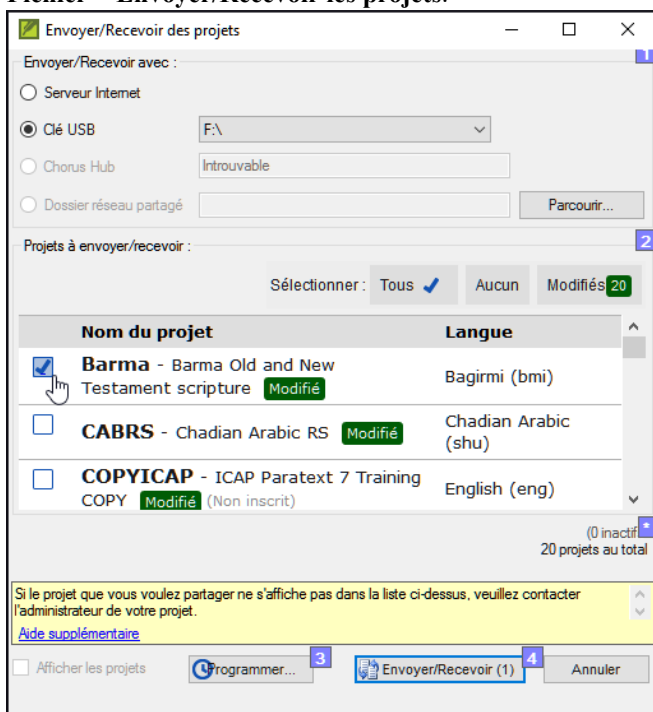 Fichier > Envoyer/Recevoir les projets.
Envoyer/Recevoir des projets
Envoyer/Recevoir avec :
1
Serveur Internet
Clé USB F:\
Chorus Hub Introuvable
Dossier réseau partagé Parcourir...
Projets à envoyer/recevoir :
2
Sélectionner : Tous Aucun Modifiés 20
Nom du projet Langue
Barma - Barma Old and New
Testament scripture Modifié
Bagirmi (bmi)
CABRS - Chadian Arabic RS Modifié
Chadian Arabic
(shu)
COPYICAP - ICAP Paratext 7 Training
COPY Modifié (Non inscrit)
English (eng)
(0 inactif
*
20 projets au total
Si le projet que vous voulez partager ne s'affiche pas dans la liste ci-dessus, veuillez contacter
l'administrateur de votre projet.
Aide supplémentaire
Afficher les projets Programmer... 3 Envoyer/Recevoir (1) 4 Annuler